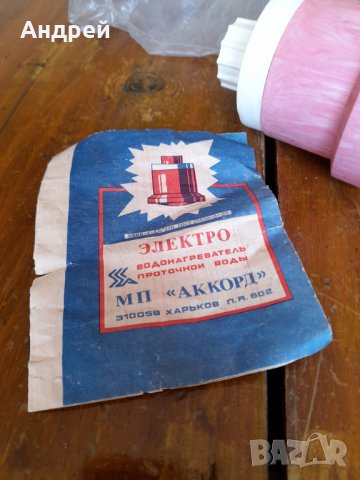 Андрей
ЭЛЕКТРО
ВОДОНАГРЕВАТЕЛЬ
ПРОТОЧНОЙ ВОДЫ
МП «АККОРД»
310059 ХАРЬКОВ П.Я. 602
BAZAR